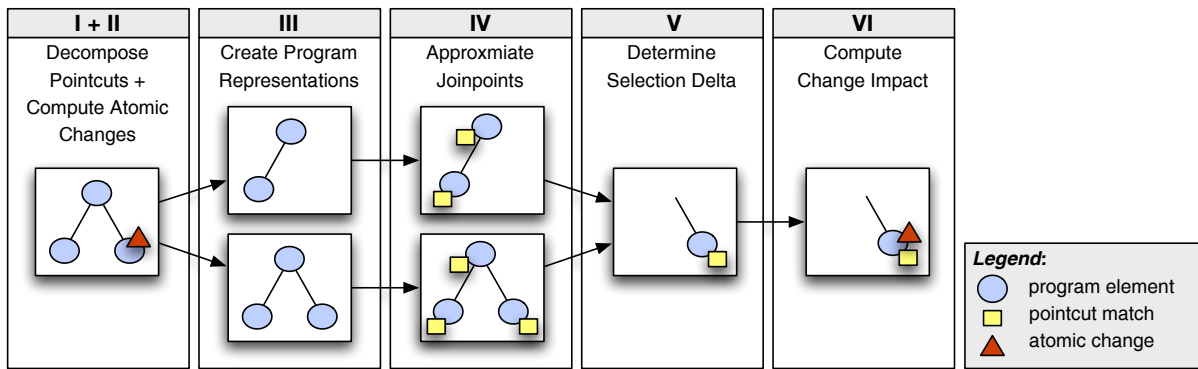 I + II
Decompose
Pointcuts +
Compute Atomic
Changes
III
Create Program
Representations
IV
Approxmiate
Joinpoints
V
Determine
Selection Delta
VI
Compute
Change Impact
Legend:
program element
pointcut match
atomic change